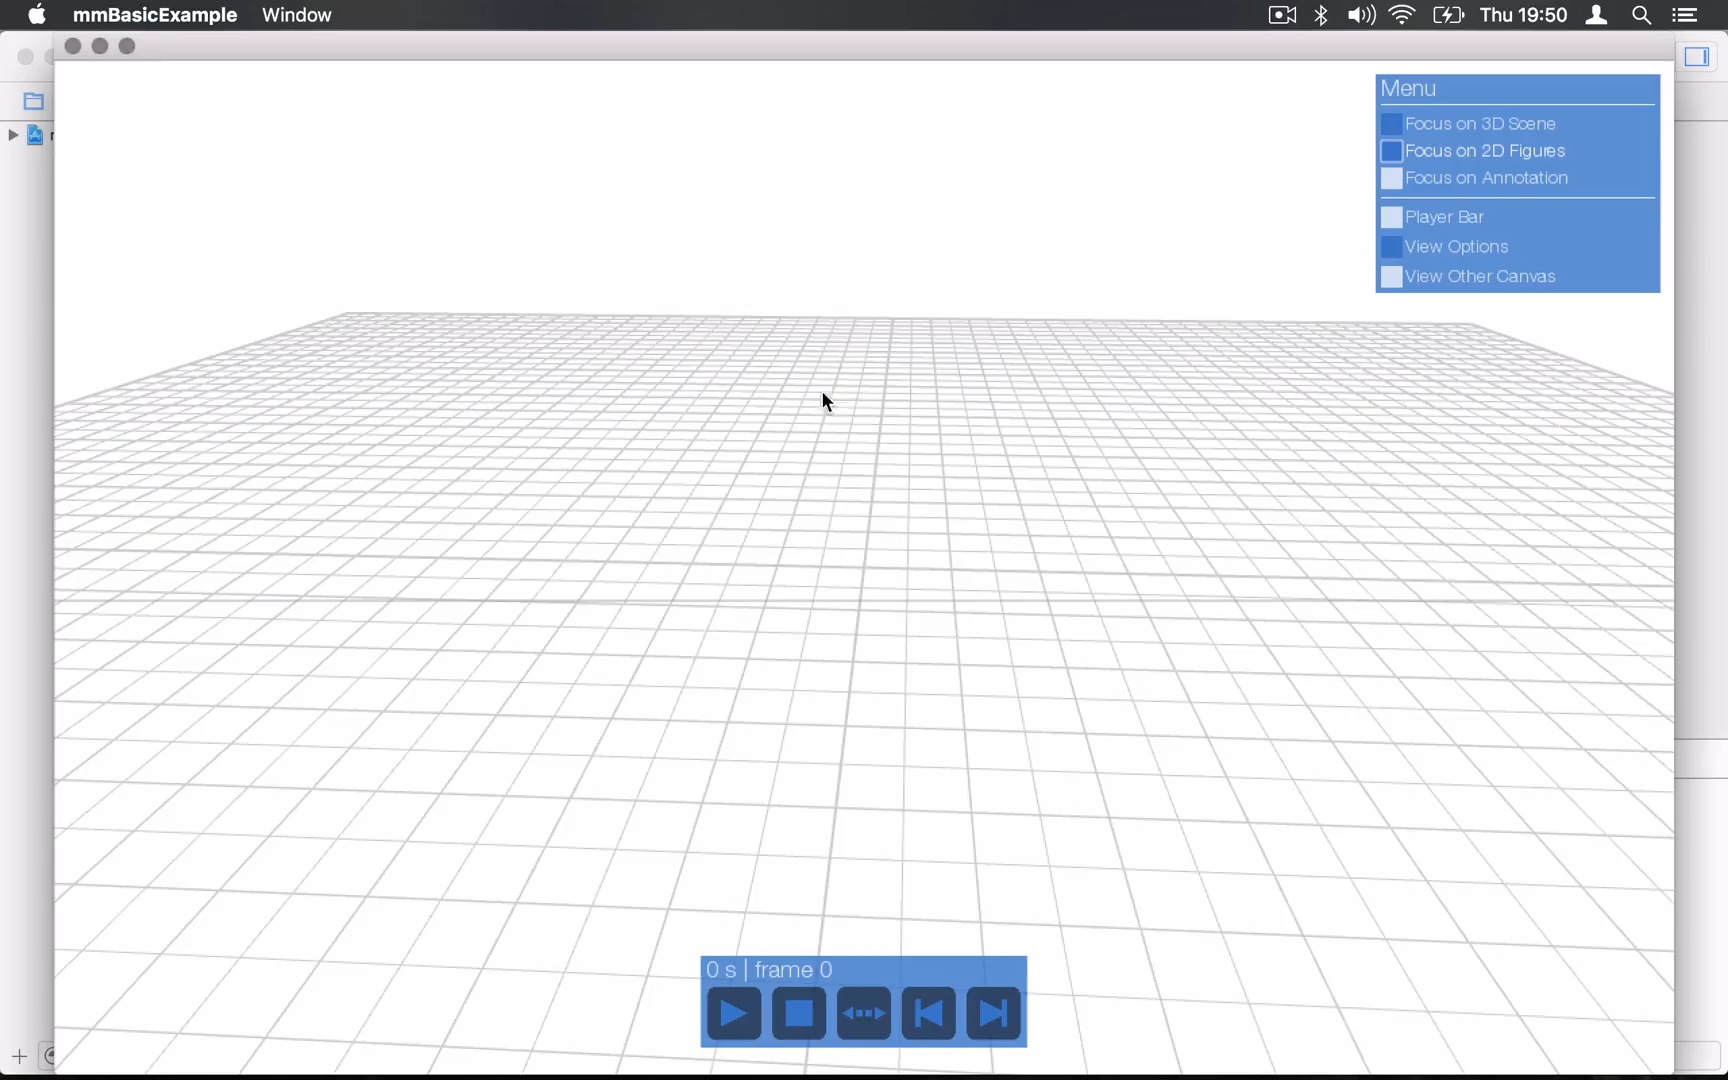 mmBasicExample Window Thu 19:50
Menu
Focus on 3D Scene
Focus on 2D Figures
Focus on Annotation
Player Bar
View Options
View Other Canvas
0 s | frame 0